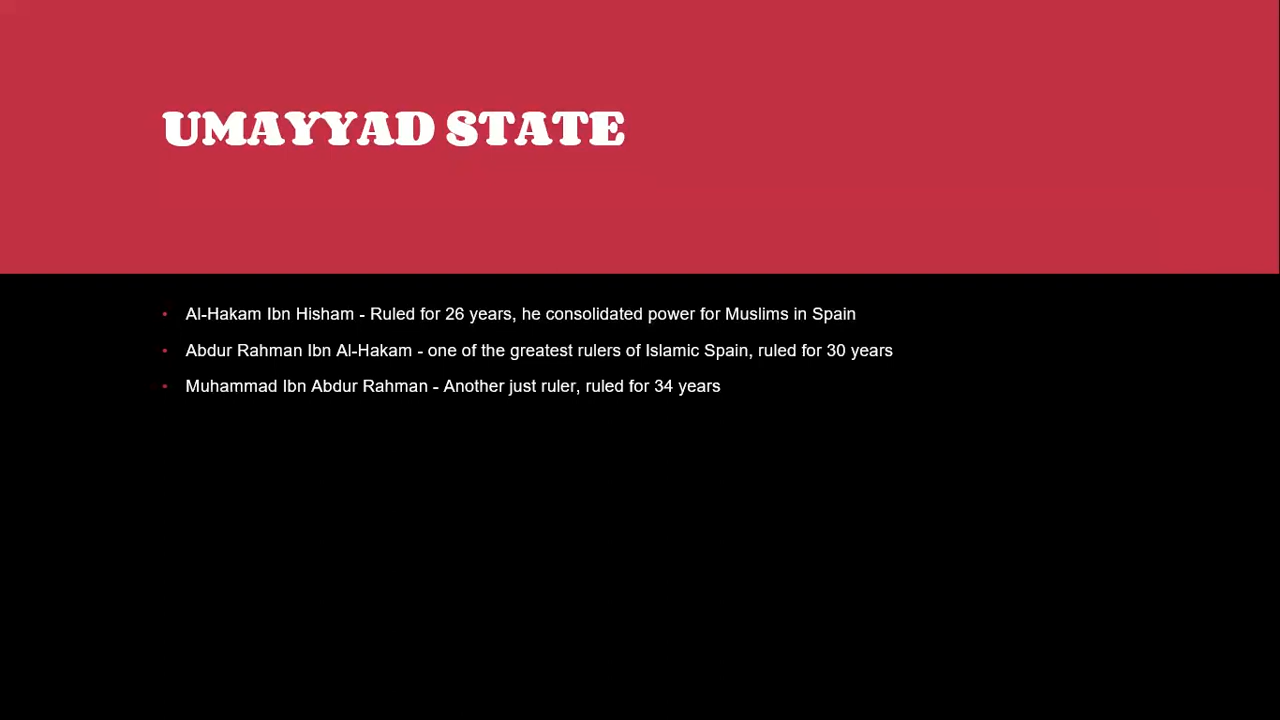 UMAYYAD STATE
• Al-Hakam Ibn Hisham - Ruled for 26 years, he consolidated power for Muslims in Spain
• Abdur Rahman Ibn Al-Hakam - one of the greatest rulers of Islamic Spain, ruled for 30 years
• Muhammad Ibn Abdur Rahman - Another just ruler, ruled for 34 years